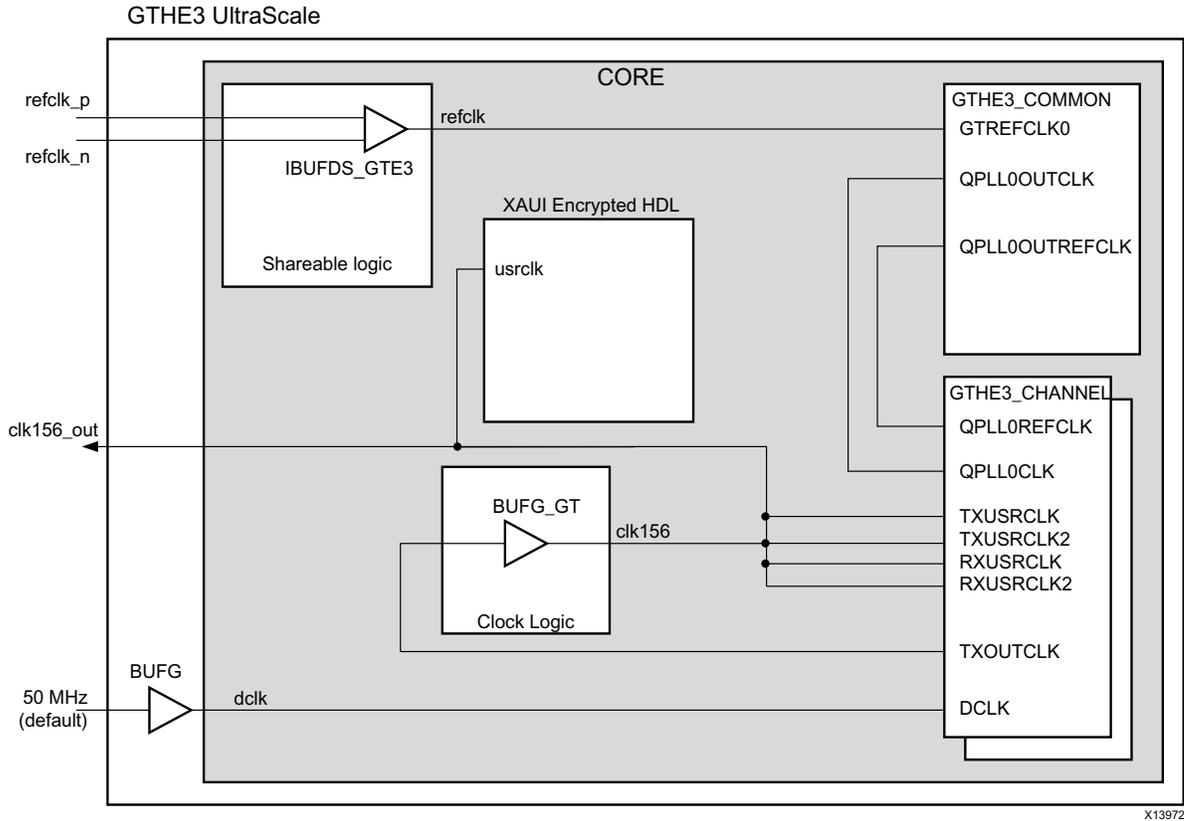 GTHE3 UltraScale
CORE
refclk_p
refclk_n
refclk
IBUFDS_GTE3
Shareable logic
GTHE3_COMMON
GTREFCLK0
QPLL0OUTCLK
QPLL0OUTREFCLK
XAUI Encrypted HDL
usrclk
GTHE3_CHANNEL
QPLL0REFCLK
QPLL0CLK
TXUSRCLK
TXUSRCLK2
RXUSRCLK
RXUSRCLK2
TXOUTCLK
DCLK
clk156_out
BUFG_GT
clk156
Clock Logic
BUFG
50 MHz
(default)
dclk
X13972